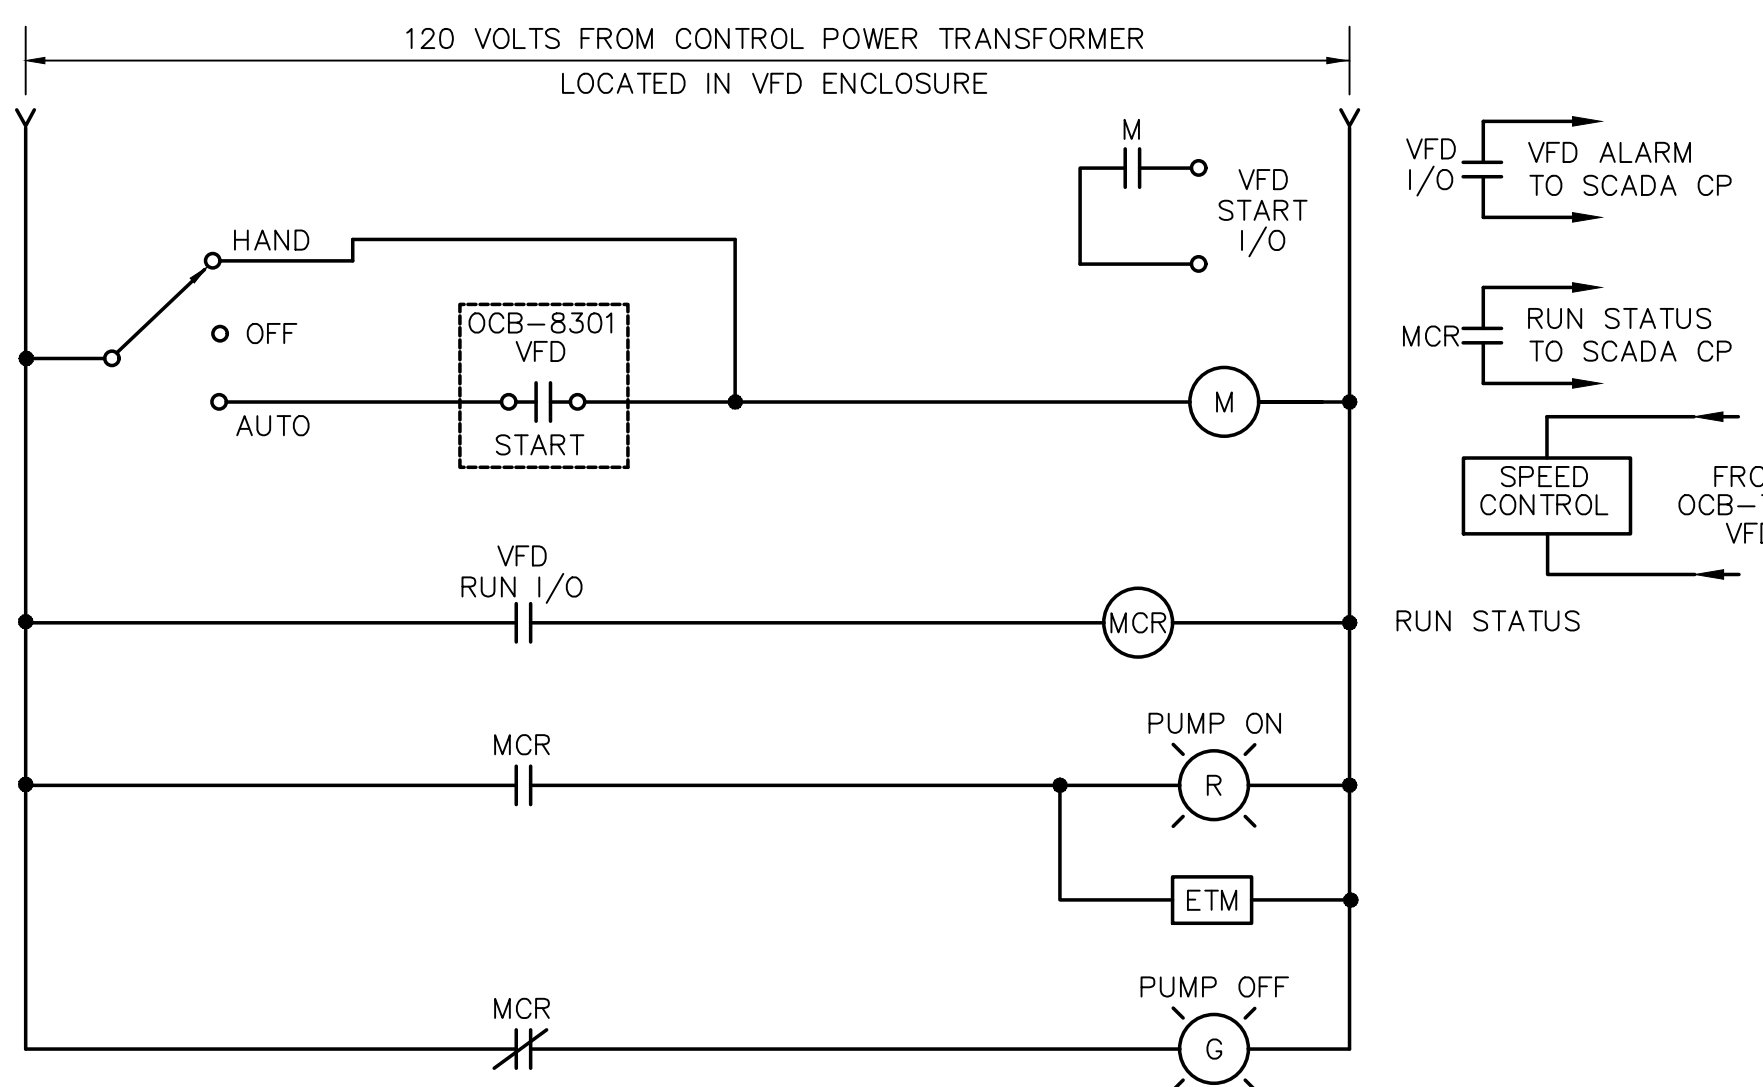 120 VOLTS FROM CONTROL POWER TRANSFORMER
LOCATED IN VFD ENCLOSURE
M
VFD
START
I/O
VFD
I/O
VFD ALARM
TO SCADA CP
HAND
OFF
AUTO
OCB-8301
VFD
START
M
MCR
RUN STATUS
TO SCADA CP
SPEED
CONTROL
VFD
RUN I/O
MCR
RUN STATUS
MCR
PUMP ON
R
ETM
MCR
PUMP OFF
G